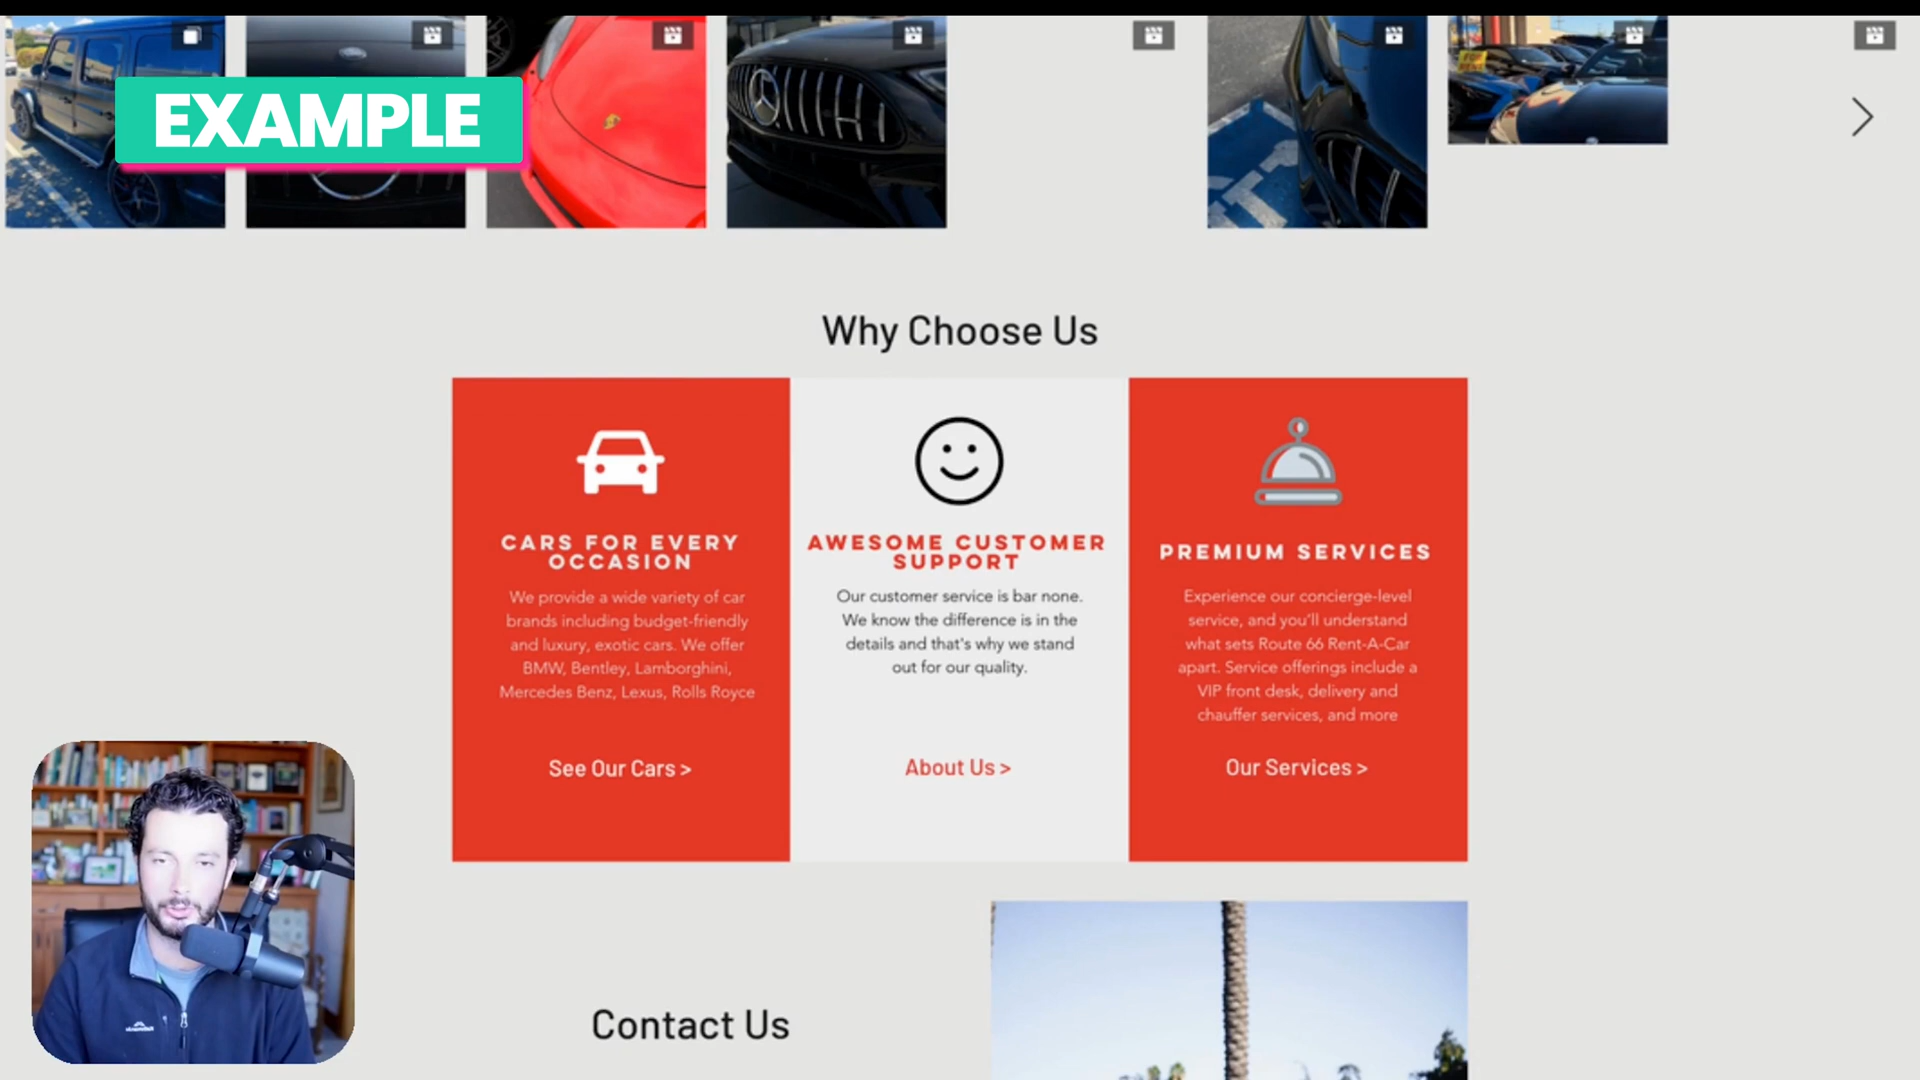 EXAMPLE
Why Choose Us
CARS FOR EVERY
OCCASION
We provide a wide variety of car
brands including budget-friendly
and luxury, exotic cars. We offer
BMW, Bentley, Lamborghini,
Mercedes Benz, Lexus, Rolls Royce
See Our Cars >
AWESOME CUSTOMER
SUPPORT
Our customer service is bar none.
We know the difference is in the
details and that's why we stand
out for our quality.
About Us >
PREMIUM SERVICES
Experience our concierge-level
service, and you'll understand
what sets Route 66 Rent-A-Car
apart. Service offerings include a
VIP front desk, delivery and
chauffer services, and more
Our Services >
Contact Us